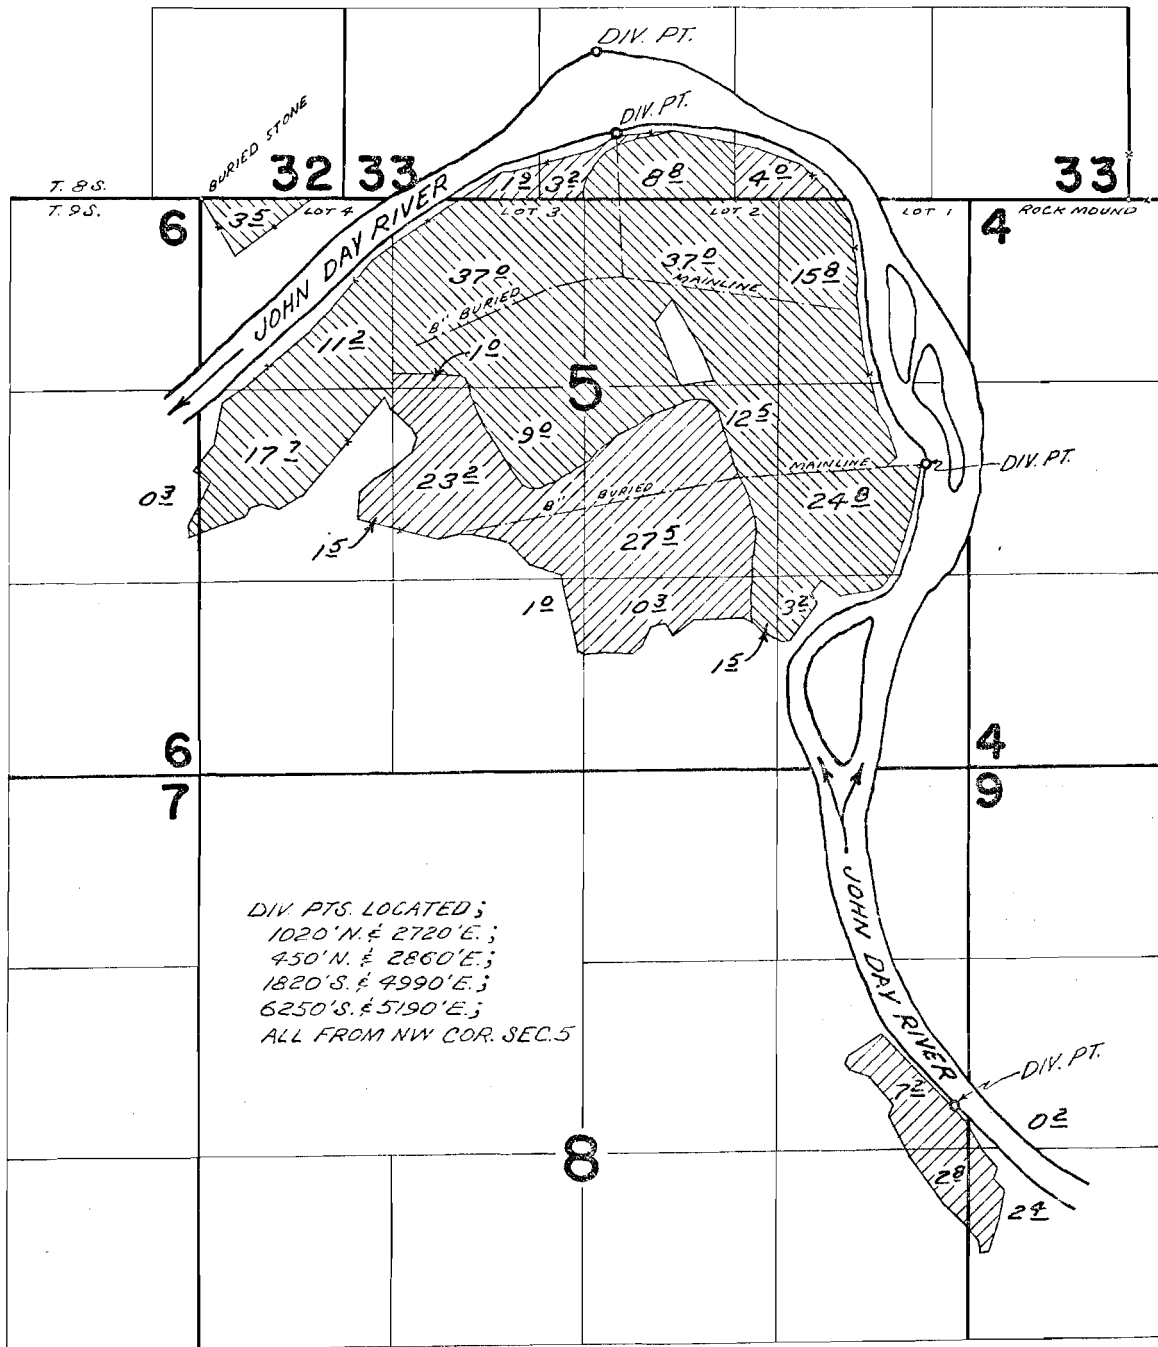 DIV. PT.
DIV. PT.
BURIED STONE
32 33 33
T. 8 S.
T. 9 S.
1 9 3 2 8 8 4 0
6 3 5 LOT 4 LOT 3 LOT 2 LOT 1 4 ROCK MOUND
JOHN DAY RIVER
37 0 37 0 15 8
8" BURIED MAINLINE
11 2 1 0
5
17 7 9 0 12 5
0 3 23 2 MAINLINE DIV. PT.
8" BURIED 24 8
1 5 27 5
1 0 10 3 3 2
1 5
6 4
7 9
JOHN DAY RIVER
DIV. PTS. LOCATED;
1020' N. & 2720' E.;
450' N. & 2860' E.;
1820' S. & 4990' E.;
6250' S. & 5190' E.;
ALL FROM NW COR. SEC. 5
DIV. PT.
7 2 0 2
8
2 8 2 4